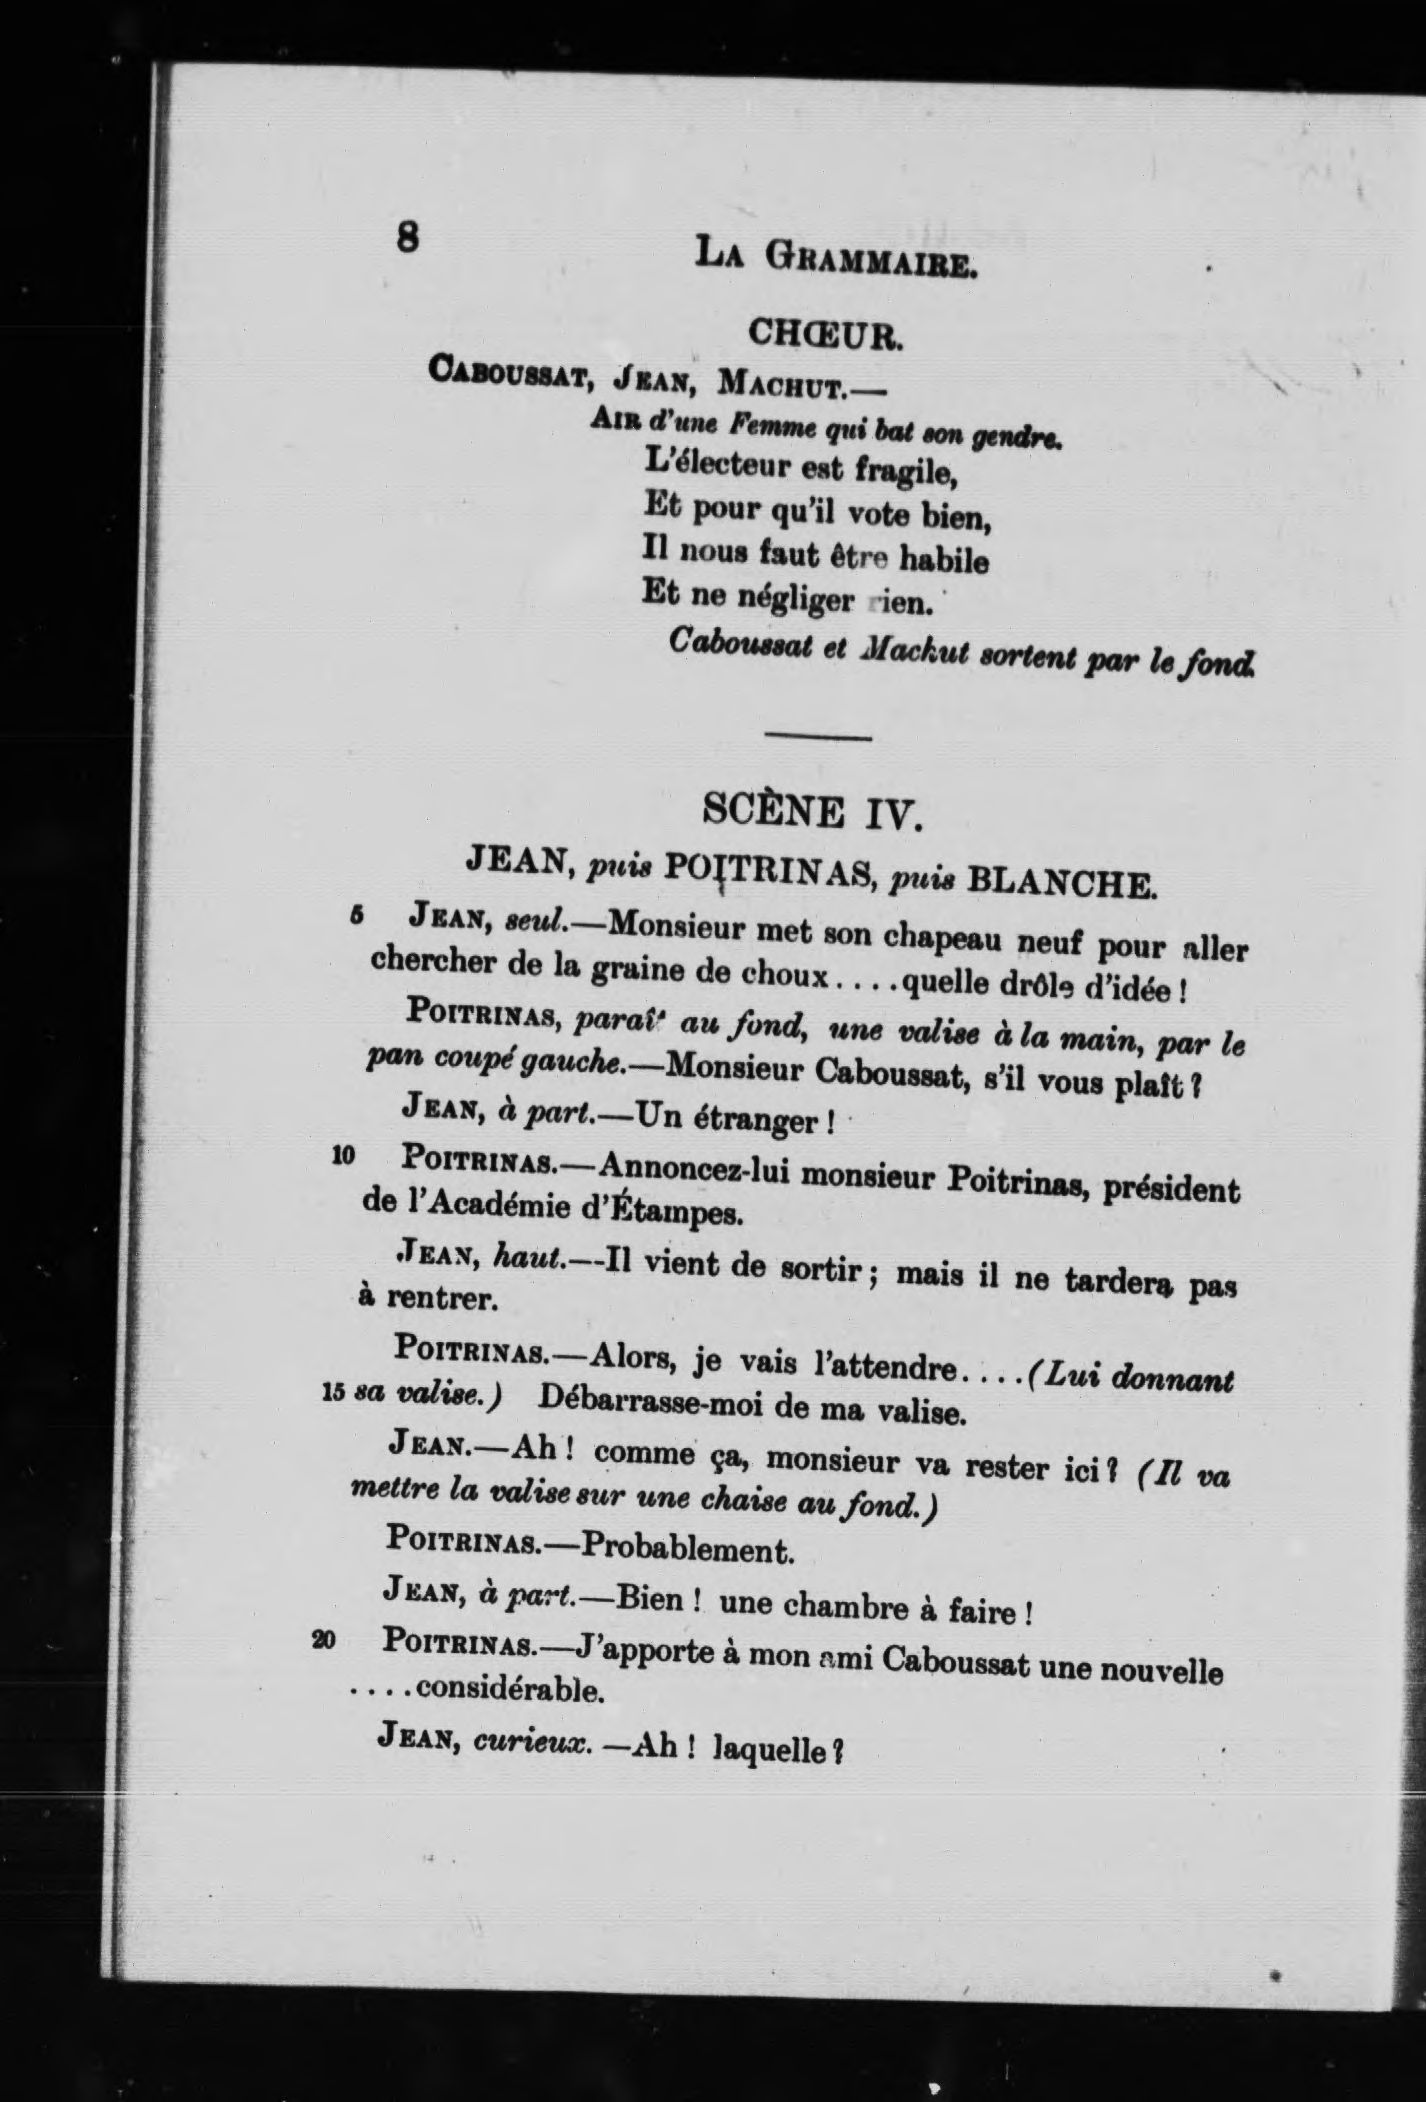 8
La Grammaire.
CHŒUR.
Caboussat, Jean, Machut.—
Air d'une Femme qui bat son gendre.
L'électeur est fragile,
Et pour qu'il vote bien,
Il nous faut être habile
Et ne négliger rien.
Caboussat et Machut sortent par le fond.
SCÈNE IV.
JEAN, puis POITRINAS, puis BLANCHE.
5 Jean, seul.—Monsieur met son chapeau neuf pour aller
chercher de la graine de choux....quelle drôle d'idée !
Poitrinas, paraît au fond, une valise à la main, par le
pan coupé gauche.—Monsieur Caboussat, s'il vous plaît ?
Jean, à part.—Un étranger !
10 Poitrinas.—Annoncez-lui monsieur Poitrinas, président
de l'Académie d'Étampes.
Jean, haut.—Il vient de sortir ; mais il ne tardera pas
à rentrer.
Poitrinas.—Alors, je vais l'attendre....(Lui donnant
15 sa valise.) Débarrasse-moi de ma valise.
Jean.—Ah ! comme ça, monsieur va rester ici ? (Il va
mettre la valise sur une chaise au fond.)
Poitrinas.—Probablement.
Jean, à part.—Bien ! une chambre à faire !
20 Poitrinas.—J'apporte à mon ami Caboussat une nouvelle
....considérable.
Jean, curieux. —Ah ! laquelle ?